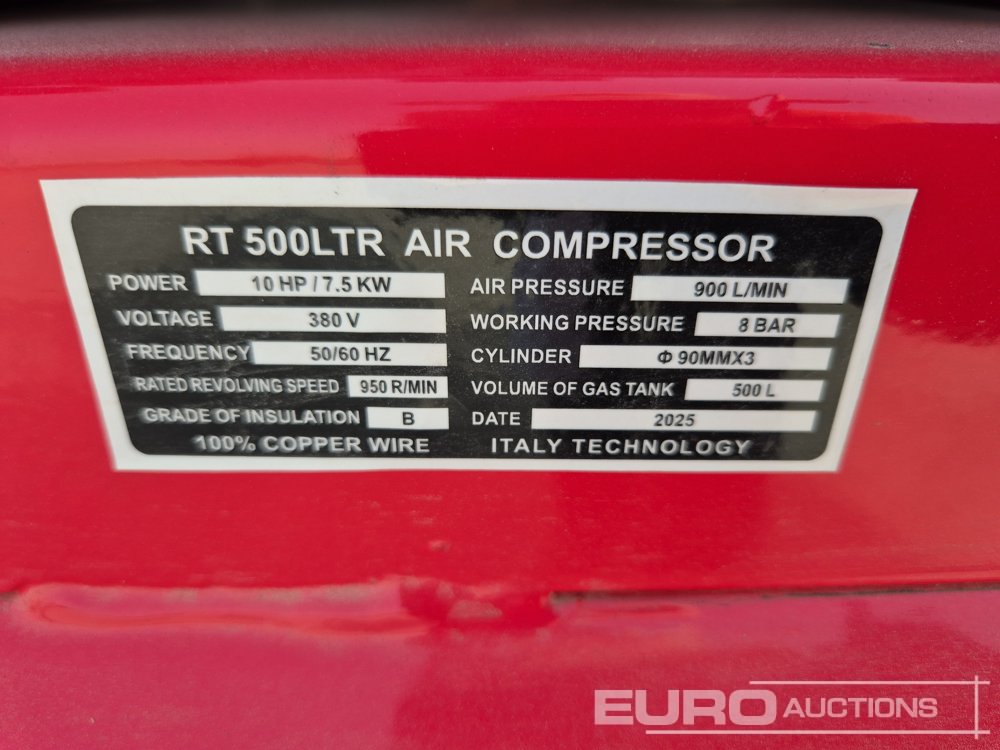 RT 500LTR AIR COMPRESSOR
POWER 10 HP / 7.5 KW
VOLTAGE 380 V
FREQUENCY 50/60 HZ
RATED REVOLVING SPEED 950 R/MIN
GRADE OF INSULATION B
100% COPPER WIRE
AIR PRESSURE 900 L/MIN
WORKING PRESSURE 8 BAR
CYLINDER Φ 90MMX3
VOLUME OF GAS TANK 500 L
DATE 2025
ITALY TECHNOLOGY
EURO AUCTIONS